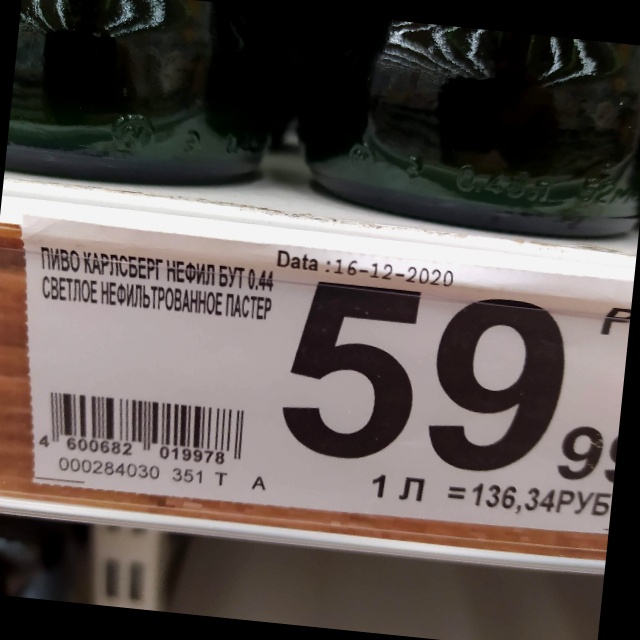 ПИВО КАРЛСБЕРГ НЕФИЛ БУТ 0.44
СВЕТЛОЕ НЕФИЛЬТРОВАННОЕ ПАСТЕР
Data :16-12-2020
59
99
4 600682 019978
000284030 351 T A
1 Л =136,34РУБ